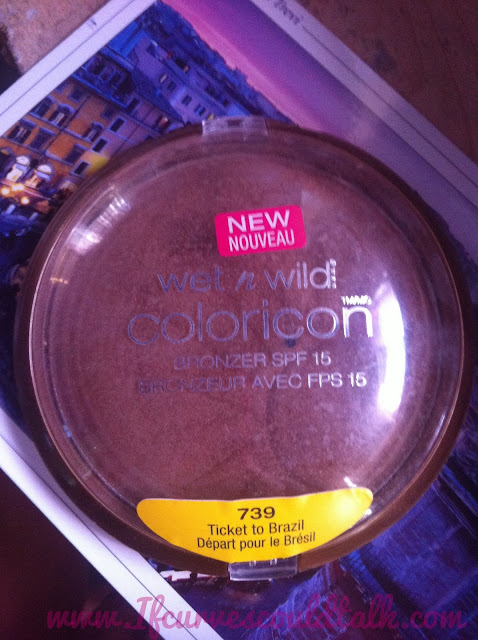 NEW
NOUVEAU
wet n wild
coloricon
BRONZER SPF 15
BRONZEUR AVEC FPS 15
739
Ticket to Brazil
Départ pour le Brésil
www.Ifcurvescouldtalk.com